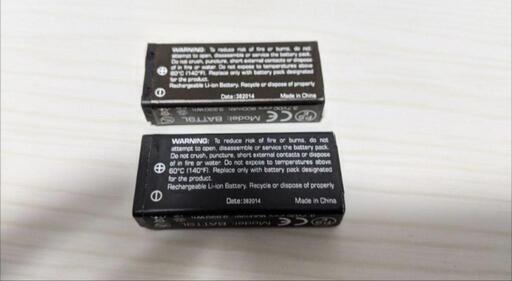 WARNING: To reduce risk of fire or burns, do not
attempt to open, disassemble or service the battery.
Do not crush, puncture, short external contacts or dispose
of in fire or water. Do not expose to temperatures above
60°C (140°F). Replace only with battery pack designated
for the product.
Rechargeable Li-ion Battery. Recycle or dispose of properly
Date:382014 Made in China
Model: BATT9L
WARNING: To reduce risk of fire or burns, do not
attempt to open, disassemble or service the battery.
Do not crush, puncture, short external contacts or dispose
of in fire or water. Do not expose to temperatures above
60°C (140°F). Replace only with battery pack designated
for the product.
Rechargeable Li-ion Battery. Recycle or dispose of properly
Date:382014 Made in China
Model: BATT9L